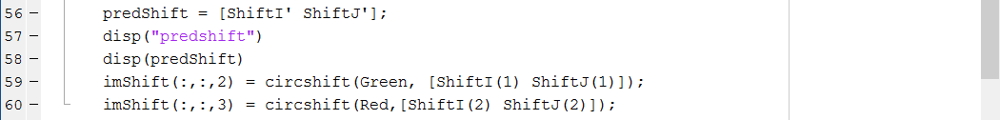 56 – predShift = [ShiftI' ShiftJ'];
57 – disp("predshift")
58 – disp(predShift)
59 – imShift(:,:,2) = circshift(Green, [ShiftI(1) ShiftJ(1)]);
60 – imShift(:,:,3) = circshift(Red,[ShiftI(2) ShiftJ(2)]);